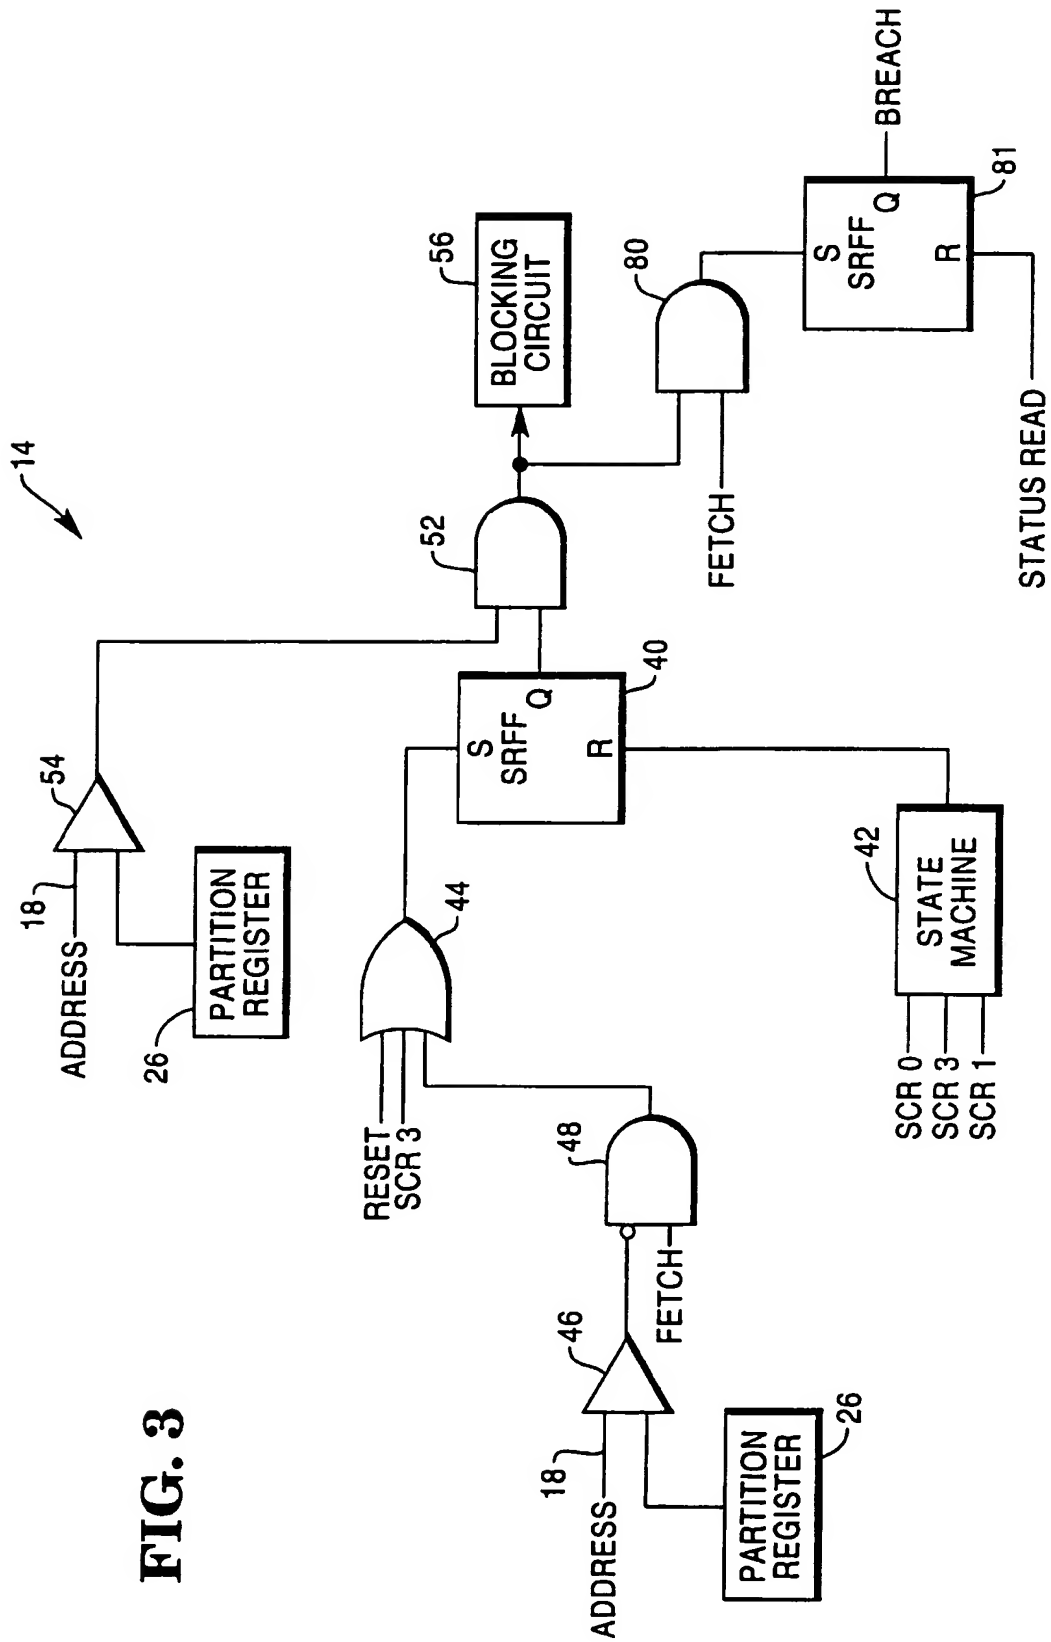 FIG. 3
14
ADDRESS
18
54
26
PARTITION
REGISTER
52
56
BLOCKING
CIRCUIT
RESET
SCR 3
44
S
SRFF
Q
R
40
FETCH
80
S
SRFF
Q
R
BREACH
81
STATUS READ
ADDRESS
18
46
48
FETCH
PARTITION
REGISTER
26
SCR 0
SCR 3
SCR 1
42
STATE
MACHINE